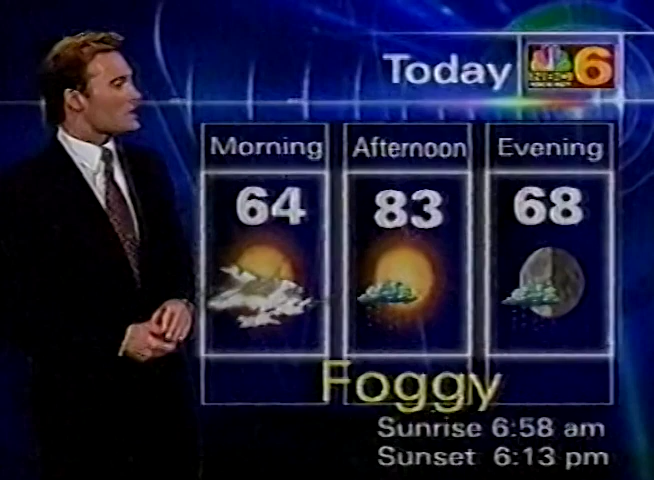 Today 6
Morning Afternoon Evening
64 83 68
Foggy
Sunrise 6:58 am
Sunset 6:13 pm